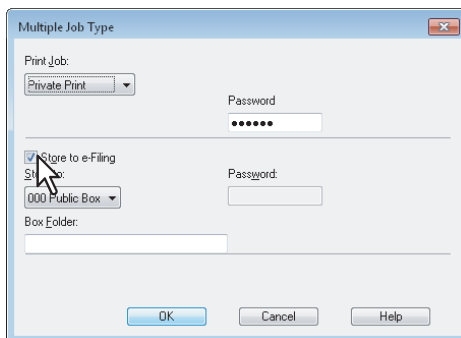 Multiple Job Type
Print Job:
Private Print
Password
••••••
Store to e-Filing
Password:
000 Public Box
Box Folder:
OK Cancel Help